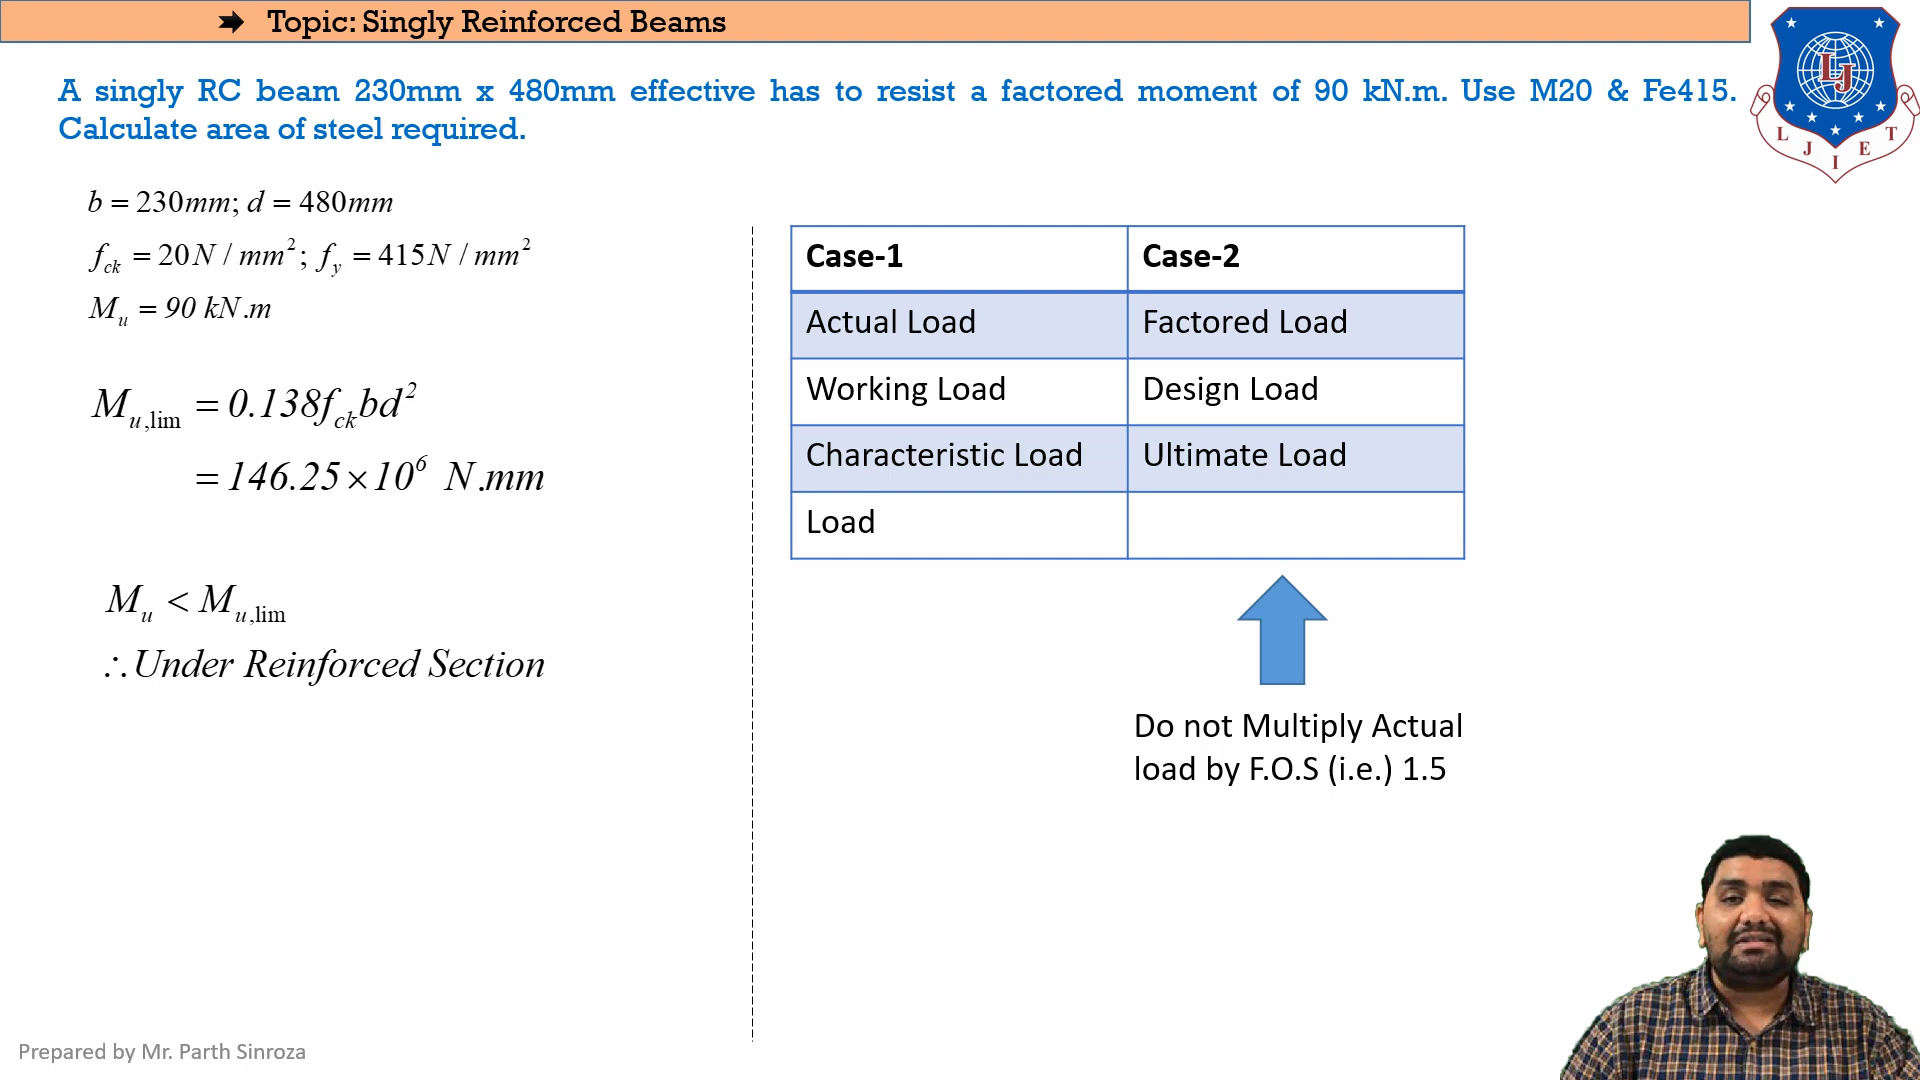 Topic: Singly Reinforced Beams
A singly RC beam 230mm x 480mm effective has to resist a factored moment of 90 kN.m. Use M20 & Fe415.
Calculate area of steel required.
b = 230mm; d = 480mm
f_ck = 20 N / mm²; f_y = 415 N / mm²
M_u = 90 kN.m
M_u,lim = 0.138f_ck bd²
= 146.25×10⁶ N.mm
M_u < M_u,lim
∴ Under Reinforced Section
Case-1 Case-2
Actual Load Factored Load
Working Load Design Load
Characteristic Load Ultimate Load
Load
Do not Multiply Actual
load by F.O.S (i.e.) 1.5
LJ
L J I E T
Prepared by Mr. Parth Sinroza